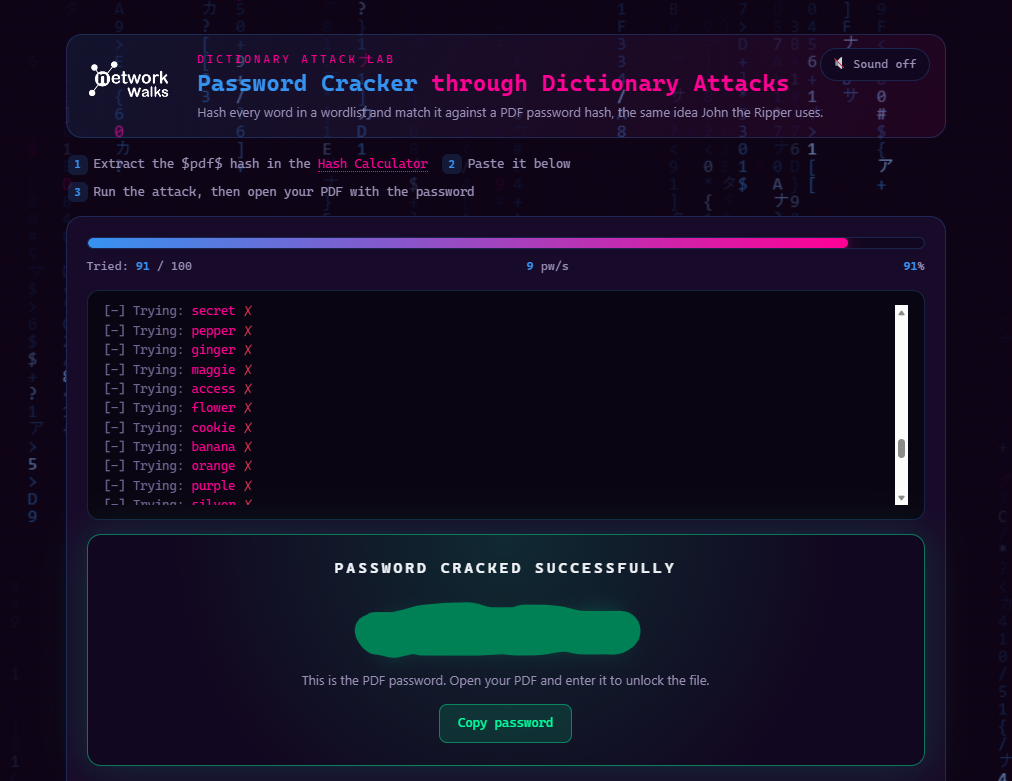 DICTIONARY ATTACK LAB
network
walks
Password Cracker through Dictionary Attacks
Hash every word in a wordlist and match it against a PDF password hash, the same idea John the Ripper uses.
Sound off
1 Extract the $pdf$ hash in the Hash Calculator 2 Paste it below
3 Run the attack, then open your PDF with the password
Tried: 91 / 100 9 pw/s 91%
[-] Trying: secret ✗
[-] Trying: pepper ✗
[-] Trying: ginger ✗
[-] Trying: maggie ✗
[-] Trying: access ✗
[-] Trying: flower ✗
[-] Trying: cookie ✗
[-] Trying: banana ✗
[-] Trying: orange ✗
[-] Trying: purple ✗
[-] Trying: silver ✗
PASSWORD CRACKED SUCCESSFULLY
This is the PDF password. Open your PDF and enter it to unlock the file.
Copy password